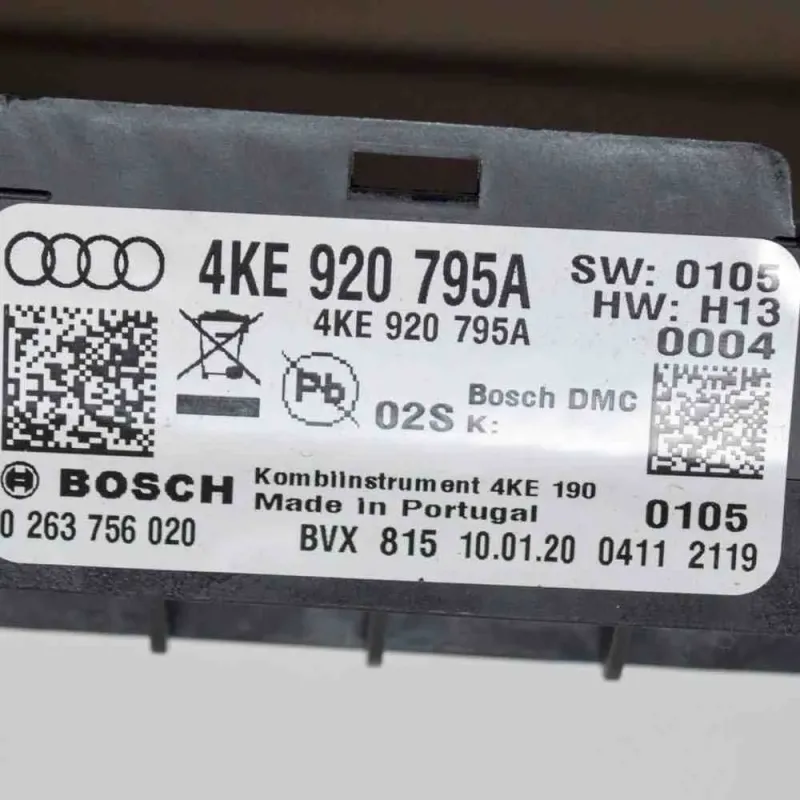 4KE 920 795A SW: 0105
4KE 920 795A HW: H13
0004
Pb 02S K: Bosch DMC
BOSCH Kombiinstrument 4KE 190
Made in Portugal 0105
0 263 756 020 BVX 815 10.01.20 0411 2119